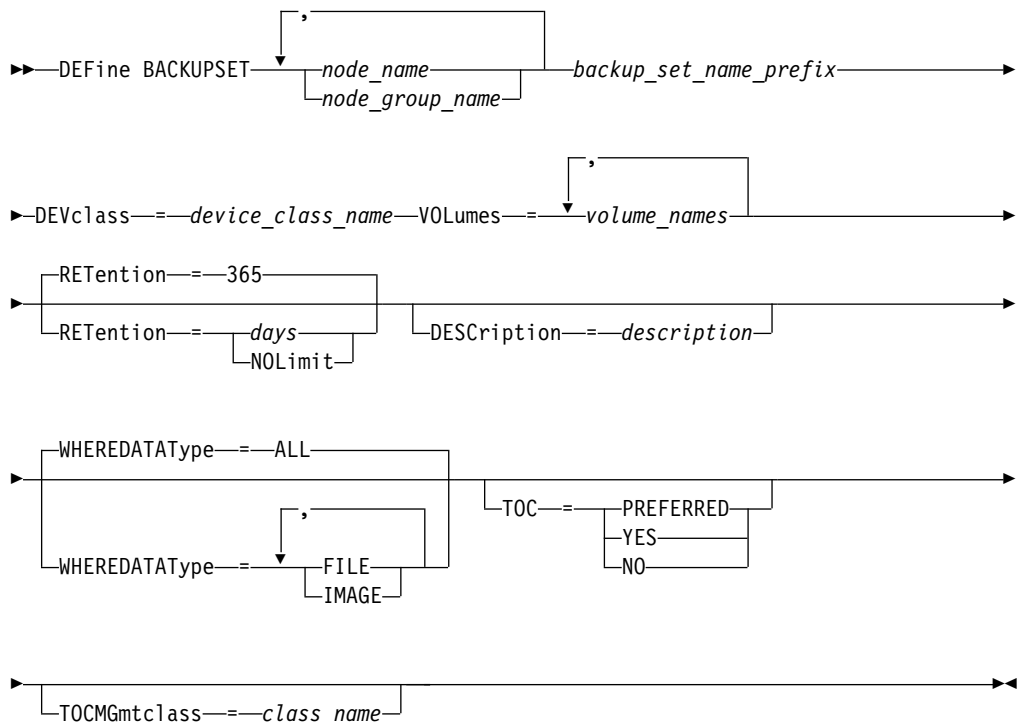 ,
DEFine BACKUPSET node_name backup_set_name_prefix
node_group_name
,
DEVclass = device_class_name VOLumes = volume_names
RETention = 365
RETention = days DESCription = description
NOLimit
WHEREDATAType = ALL
TOC = PREFERRED
, YES
WHEREDATAType = FILE NO
IMAGE
TOCMGmtclass = class_name